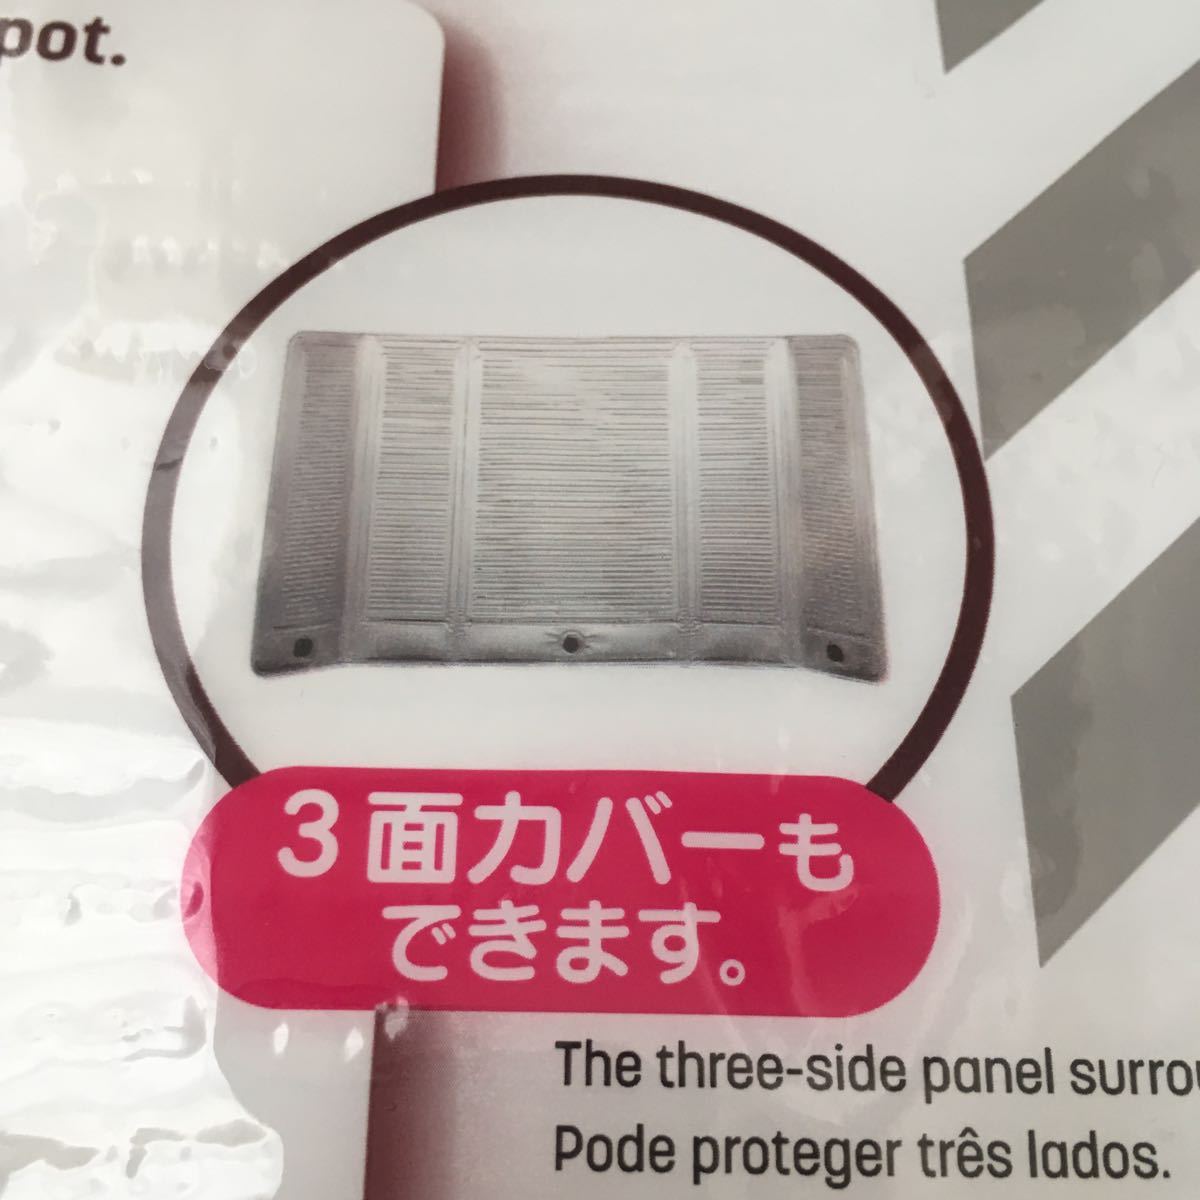 pot.
3面カバーも
できます。
The three-side panel
Pode proteger três lados.